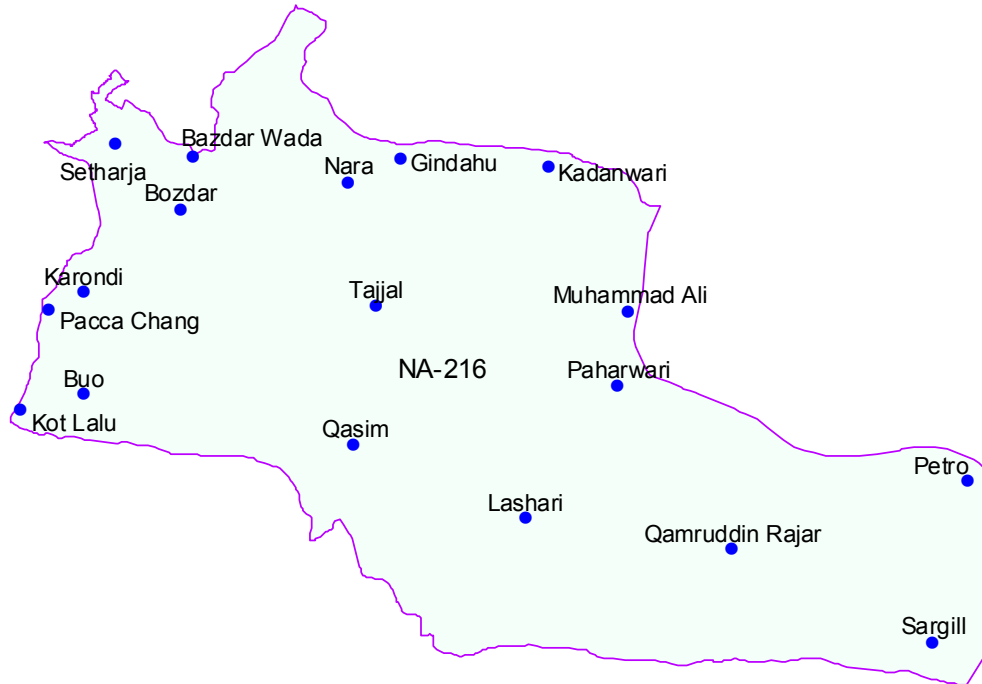 Bazdar Wada
Setharja
Bozdar
Nara
Gindahu
Kadanwari
Karondi
Pacca Chang
Tajjal
Muhammad Ali
NA-216
Paharwari
Buo
Kot Lalu
Qasim
Petro
Lashari
Qamruddin Rajar
Sargill